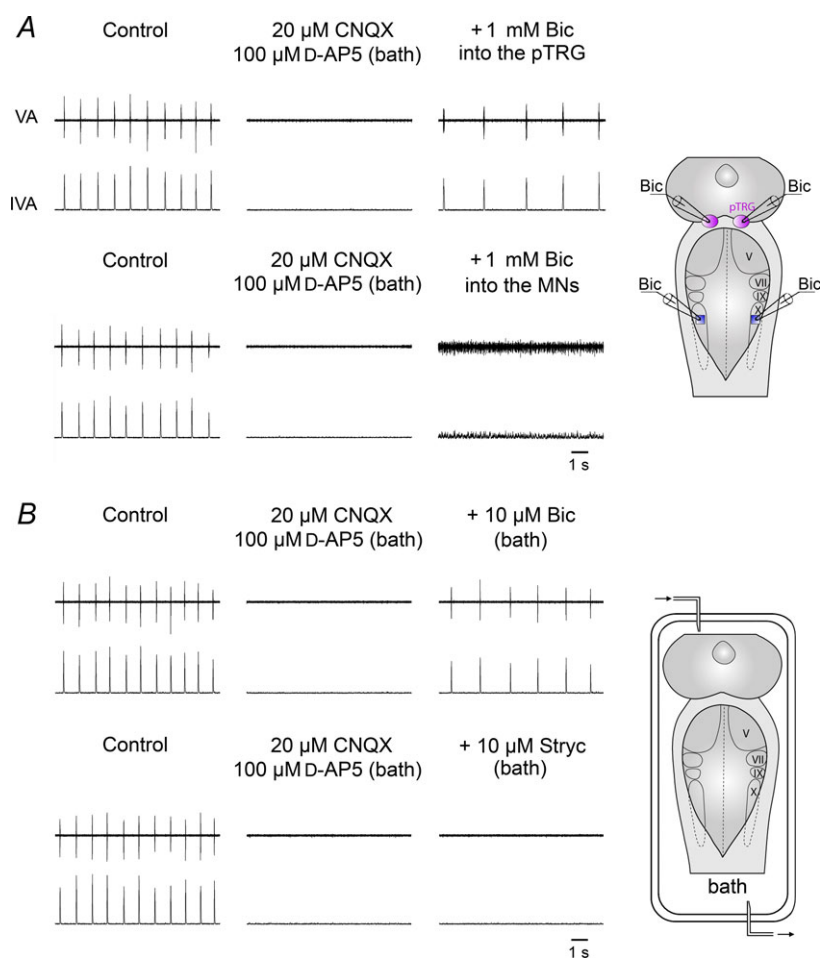 A
Control
20 µM CNQX
100 µM D-AP5 (bath)
+ 1 mM Bic
into the pTRG
VA
IVA
Control
20 µM CNQX
100 µM D-AP5 (bath)
+ 1 mM Bic
into the MNs
1 s
Bic
Bic
pTRG
V
Bic
Bic
VII
IX
X
B
Control
20 µM CNQX
100 µM D-AP5 (bath)
+ 10 µM Bic
(bath)
Control
20 µM CNQX
100 µM D-AP5 (bath)
+ 10 µM Stryc
(bath)
1 s
V
VII
IX
X
bath